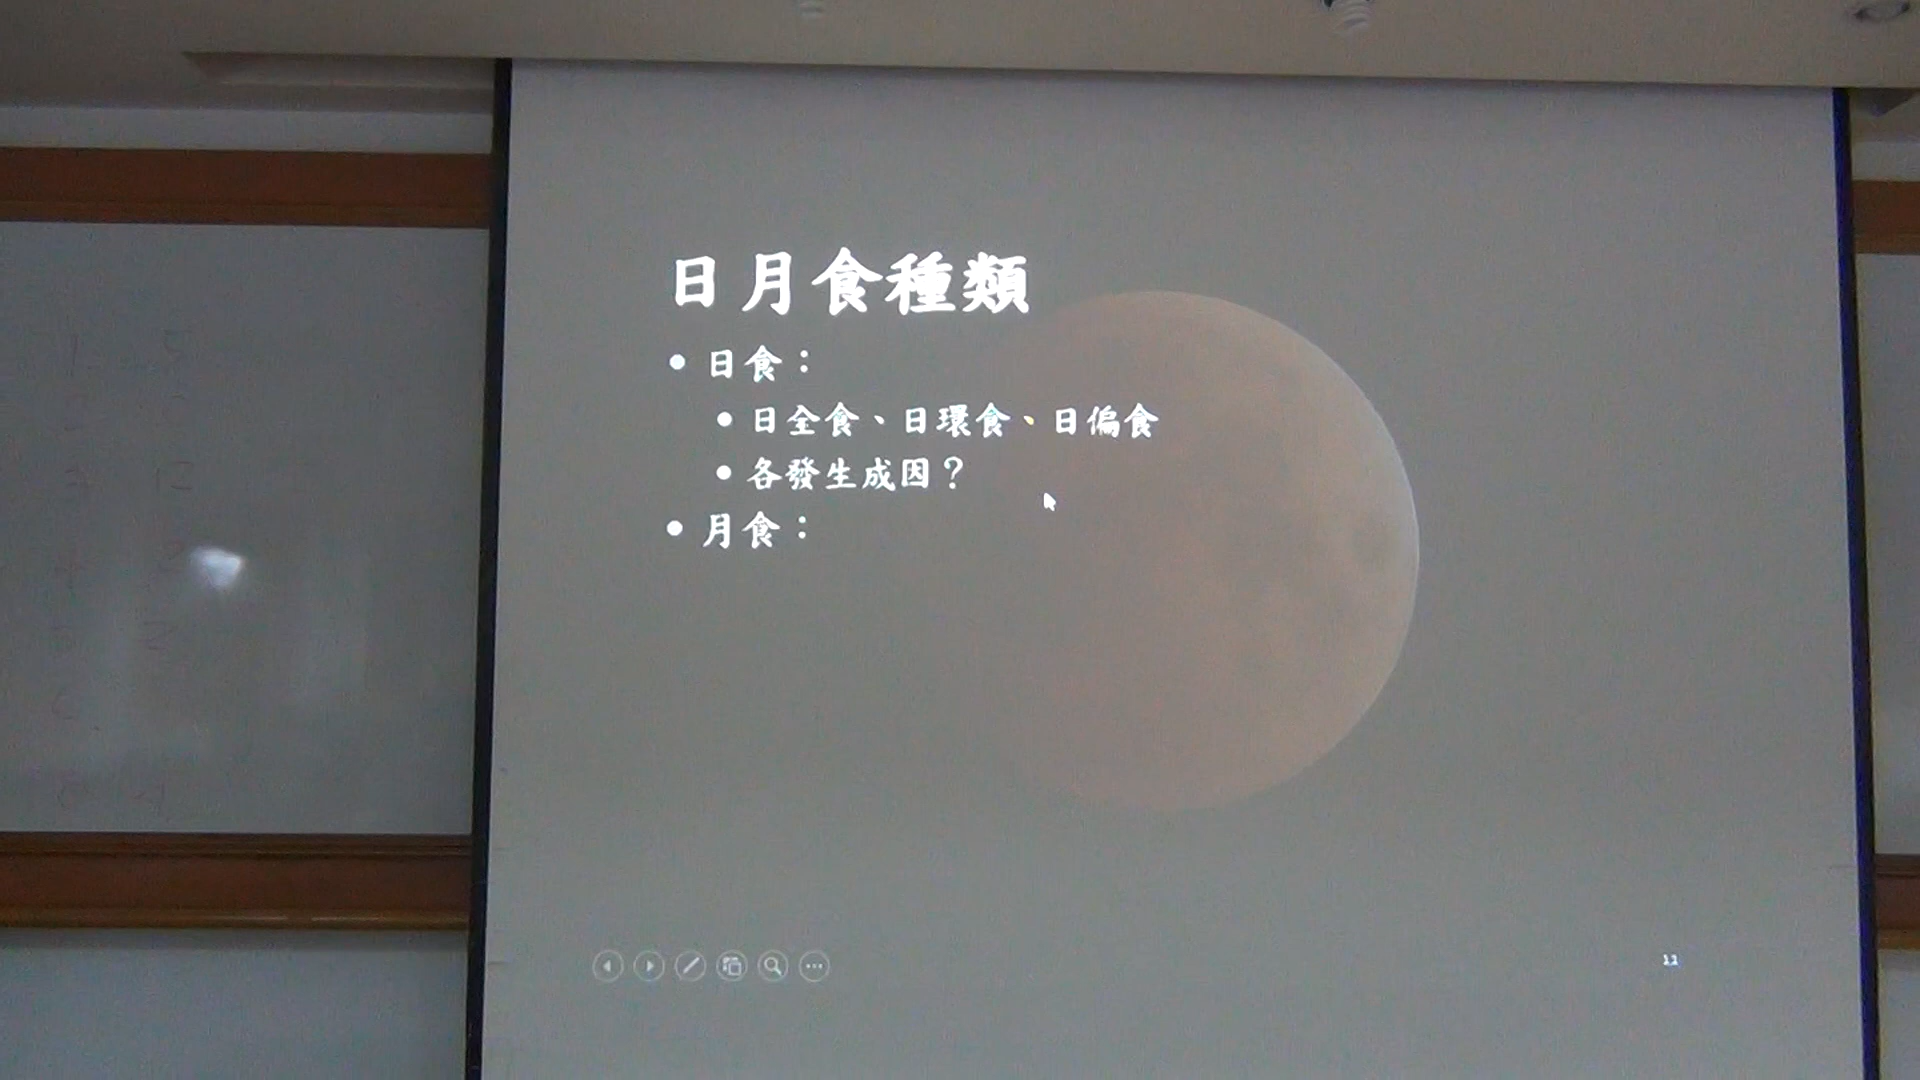 日月食種類
• 日食：
• 日全食、日環食、日偏食
• 各發生成因？
• 月食：
11